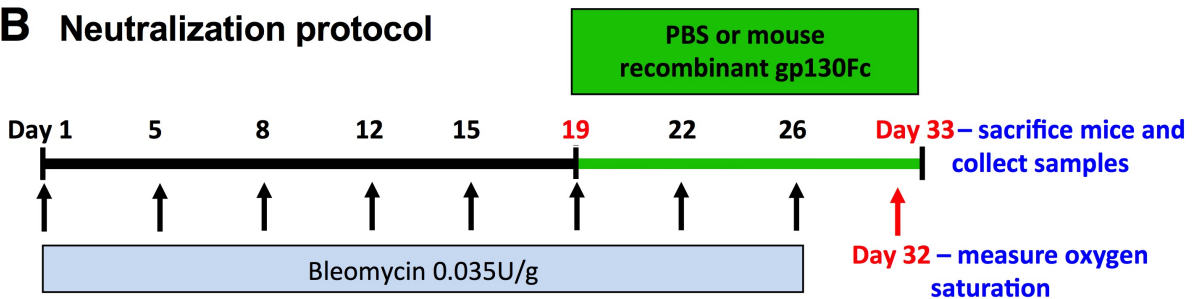 B Neutralization protocol
PBS or mouse
recombinant gp130Fc
Day 1 5 8 12 15 19 22 26 Day 33 – sacrifice mice and
collect samples
Bleomycin 0.035U/g
Day 32 – measure oxygen
saturation